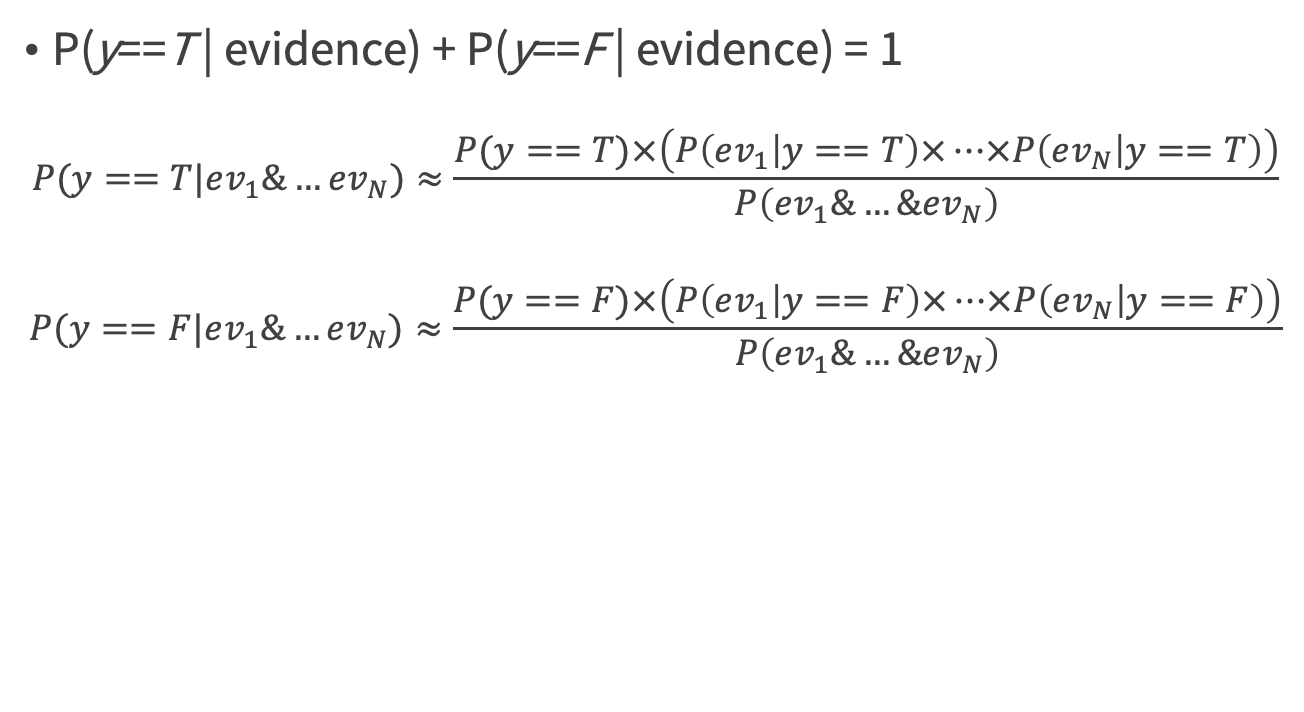 • P(y==T| evidence) + P(y==F| evidence) = 1
P(y == T|ev₁& … ev_N) ≈ P(y == T)×(P(ev₁|y == T)× ⋯×P(ev_N|y == T))
P(ev₁& … &ev_N)
P(y == F|ev₁& … ev_N) ≈ P(y == F)×(P(ev₁|y == F)× ⋯×P(ev_N|y == F))
P(ev₁& … &ev_N)